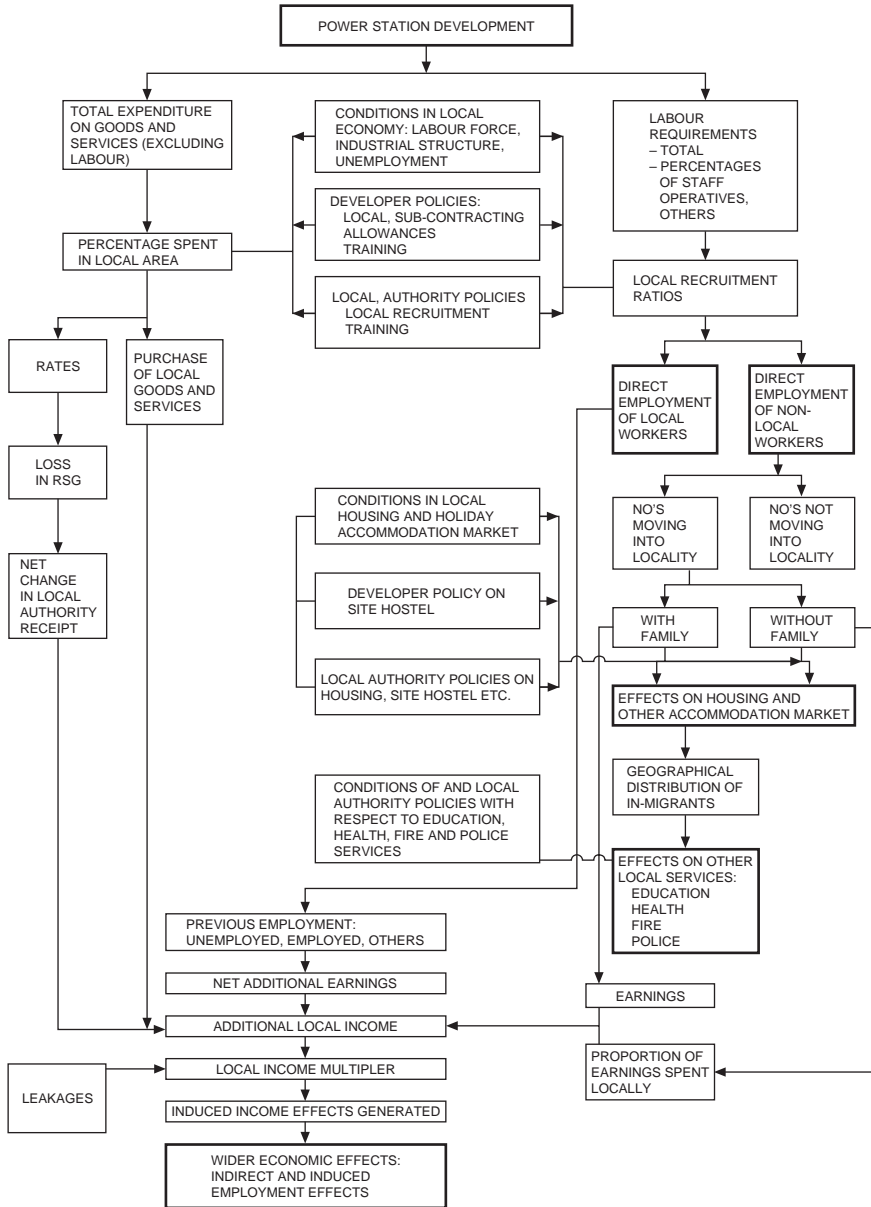 POWER STATION DEVELOPMENT
TOTAL EXPENDITURE
ON GOODS AND
SERVICES (EXCLUDING
LABOUR)
CONDITIONS IN LOCAL
ECONOMY: LABOUR FORCE,
INDUSTRIAL STRUCTURE,
UNEMPLOYMENT
LABOUR
REQUIREMENTS
– TOTAL
– PERCENTAGES
OF STAFF
OPERATIVES,
OTHERS
DEVELOPER POLICIES:
LOCAL, SUB-CONTRACTING
ALLOWANCES
TRAINING
PERCENTAGE SPENT
IN LOCAL AREA
LOCAL, AUTHORITY POLICIES
LOCAL RECRUITMENT
TRAINING
LOCAL RECRUITMENT
RATIOS
RATES
PURCHASE
OF LOCAL
GOODS AND
SERVICES
DIRECT
EMPLOYMENT
OF LOCAL
WORKERS
DIRECT
EMPLOYMENT
OF NON-
LOCAL
WORKERS
LOSS
IN RSG
CONDITIONS IN LOCAL
HOUSING AND HOLIDAY
ACCOMMODATION MARKET
NO'S
MOVING
INTO
LOCALITY
NO'S NOT
MOVING
INTO
LOCALITY
NET
CHANGE
IN LOCAL
AUTHORITY
RECEIPT
DEVELOPER POLICY ON
SITE HOSTEL
WITH
FAMILY
WITHOUT
FAMILY
LOCAL AUTHORITY POLICIES ON
HOUSING, SITE HOSTEL ETC.
EFFECTS ON HOUSING AND
OTHER ACCOMMODATION MARKET
GEOGRAPHICAL
DISTRIBUTION OF
IN-MIGRANTS
CONDITIONS OF AND LOCAL
AUTHORITY POLICIES WITH
RESPECT TO EDUCATION,
HEALTH, FIRE AND POLICE
SERVICES
EFFECTS ON OTHER
LOCAL SERVICES:
EDUCATION
HEALTH
FIRE
POLICE
PREVIOUS EMPLOYMENT:
UNEMPLOYED, EMPLOYED, OTHERS
NET ADDITIONAL EARNINGS
EARNINGS
ADDITIONAL LOCAL INCOME
PROPORTION OF
EARNINGS SPENT
LOCALLY
LOCAL INCOME MULTIPLER
LEAKAGES
INDUCED INCOME EFFECTS GENERATED
WIDER ECONOMIC EFFECTS:
INDIRECT AND INDUCED
EMPLOYMENT EFFECTS